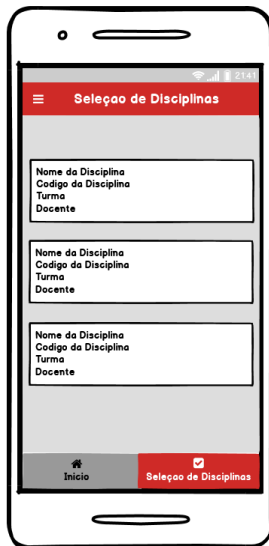 21:41
Seleçao de Disciplinas
Nome da Disciplina
Codigo da Disciplina
Turma
Docente
Nome da Disciplina
Codigo da Disciplina
Turma
Docente
Nome da Disciplina
Codigo da Disciplina
Turma
Docente
Inicio
Seleçao de Disciplinas